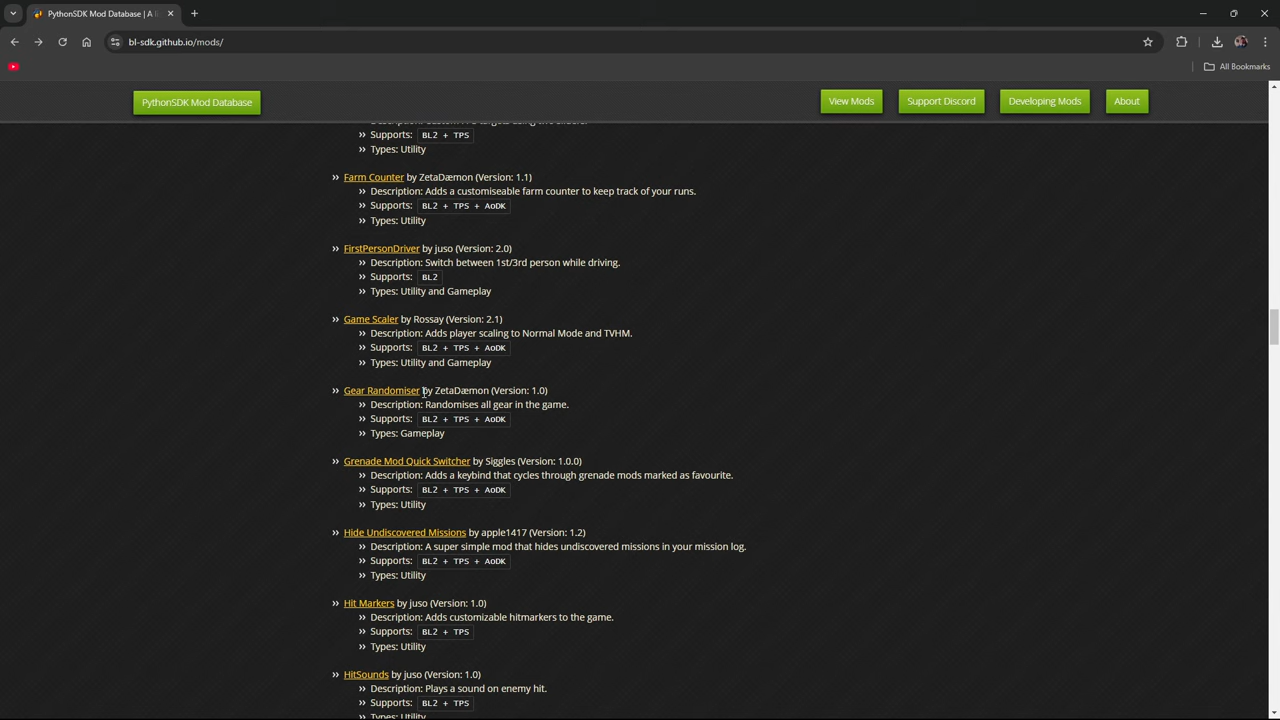 PythonSDK Mod Database | A l
bl-sdk.github.io/mods/
All Bookmarks
PythonSDK Mod Database
View Mods
Support Discord
Developing Mods
About
›› Supports: BL2 + TPS
›› Types: Utility
›› Farm Counter by ZetaDæmon (Version: 1.1)
›› Description: Adds a customiseable farm counter to keep track of your runs.
›› Supports: BL2 + TPS + AoDK
›› Types: Utility
›› FirstPersonDriver by juso (Version: 2.0)
›› Description: Switch between 1st/3rd person while driving.
›› Supports: BL2
›› Types: Utility and Gameplay
›› Game Scaler by Rossay (Version: 2.1)
›› Description: Adds player scaling to Normal Mode and TVHM.
›› Supports: BL2 + TPS + AoDK
›› Types: Utility and Gameplay
›› Gear Randomiser by ZetaDæmon (Version: 1.0)
›› Description: Randomises all gear in the game.
›› Supports: BL2 + TPS + AoDK
›› Types: Gameplay
›› Grenade Mod Quick Switcher by Siggles (Version: 1.0.0)
›› Description: Adds a keybind that cycles through grenade mods marked as favourite.
›› Supports: BL2 + TPS + AoDK
›› Types: Utility
›› Hide Undiscovered Missions by apple1417 (Version: 1.2)
›› Description: A super simple mod that hides undiscovered missions in your mission log.
›› Supports: BL2 + TPS + AoDK
›› Types: Utility
›› Hit Markers by juso (Version: 1.0)
›› Description: Adds customizable hitmarkers to the game.
›› Supports: BL2 + TPS
›› Types: Utility
›› HitSounds by juso (Version: 1.0)
›› Description: Plays a sound on enemy hit.
›› Supports: BL2 + TPS
›› Types: Utility